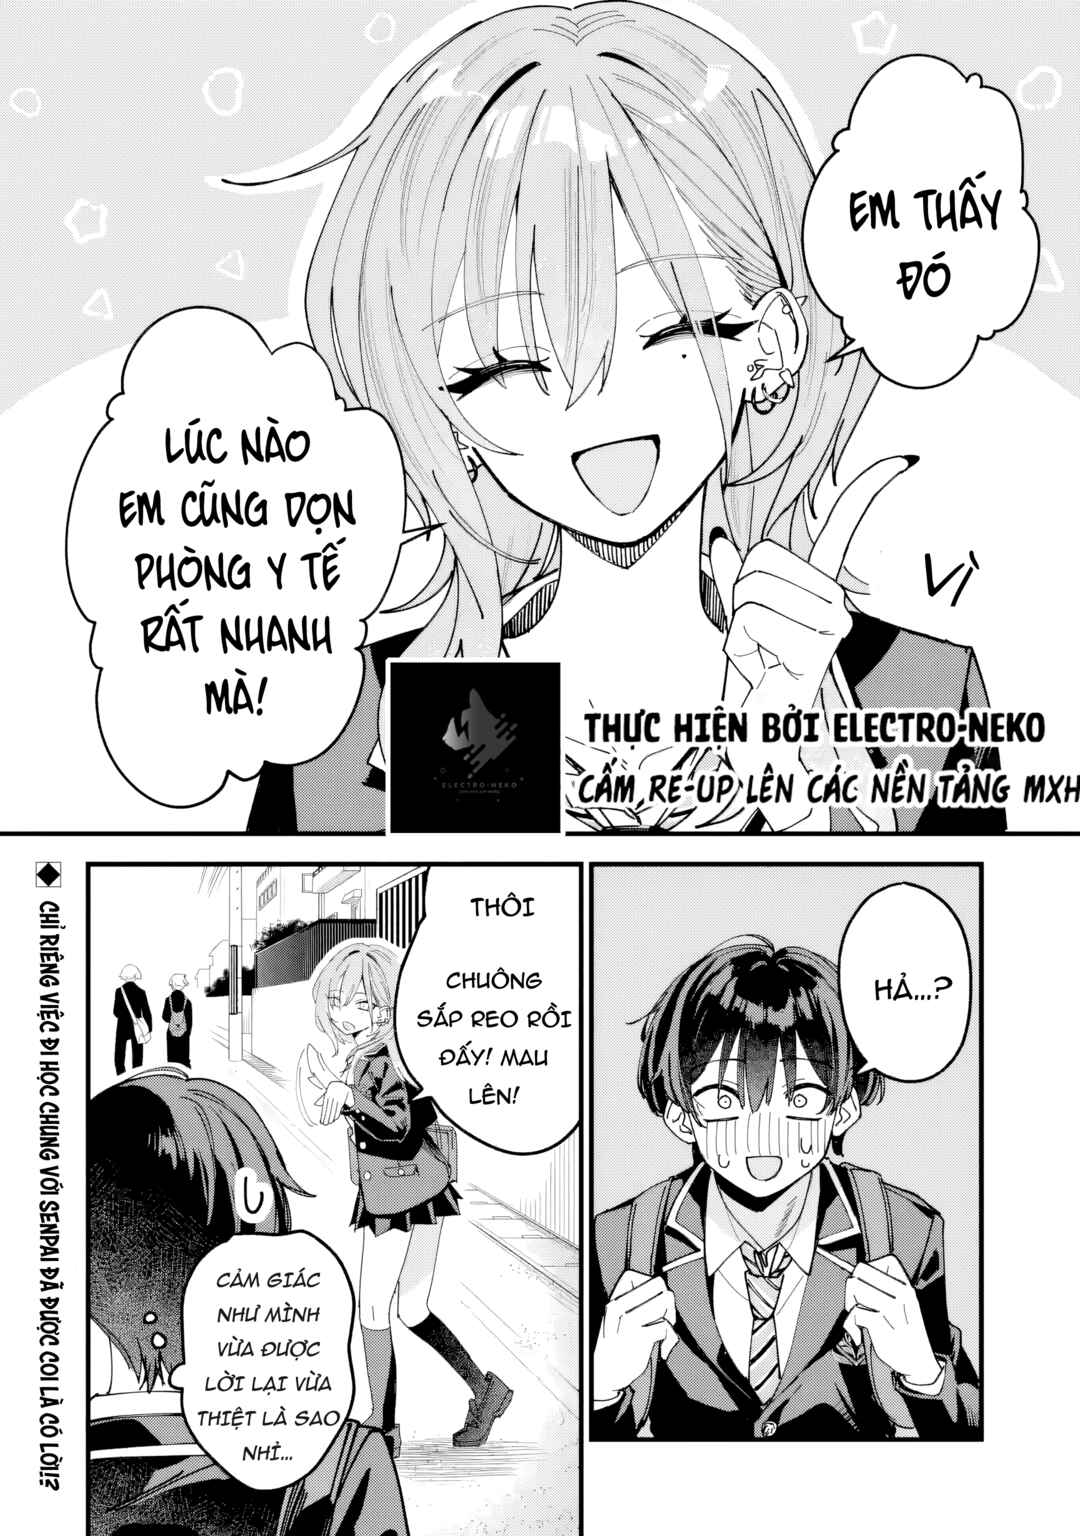 EM THẤY
ĐÓ
LÚC NÀO
EM CŨNG DỌN
PHÒNG Y TẾ
RẤT NHANH
MÀ!
VÌ
ELECTRO-NEKO
THỰC HIỆN BỞI ELECTRO-NEKO
CẤM RE-UP LÊN CÁC NỀN TẢNG MXH
HẢ...?
THÔI
CHUÔNG
SẮP REO RỒI
ĐẤY! MAU
LÊN!
CẢM GIÁC
NHƯ MÌNH
VỪA ĐƯỢC
LỜI LẠI VỪA
THIỆT LÀ SAO
NHỈ...
CHỈ RIÊNG VIỆC ĐI HỌC CHUNG VỚI SENPAI ĐÃ ĐƯỢC COI LÀ CÓ LỜI!?